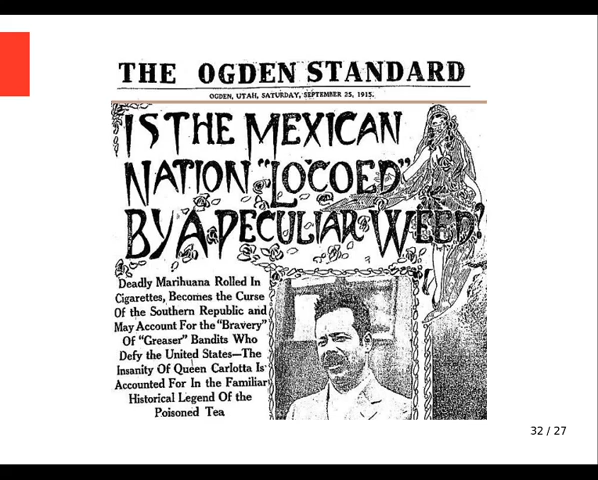 THE OGDEN STANDARD
OGDEN, UTAH, SATURDAY, SEPTEMBER 25, 1915.
IS THE MEXICAN
NATION "LOCOED"
BY A PECULIAR WEED?
Deadly Marihuana Rolled In
Cigarettes, Becomes the Curse
Of the Southern Republic and
May Account For the "Bravery"
Of "Greaser" Bandits Who
Defy the United States—The
Insanity Of Queen Carlotta Is
Accounted For In the Familiar
Historical Legend Of the
Poisoned Tea
32 / 27